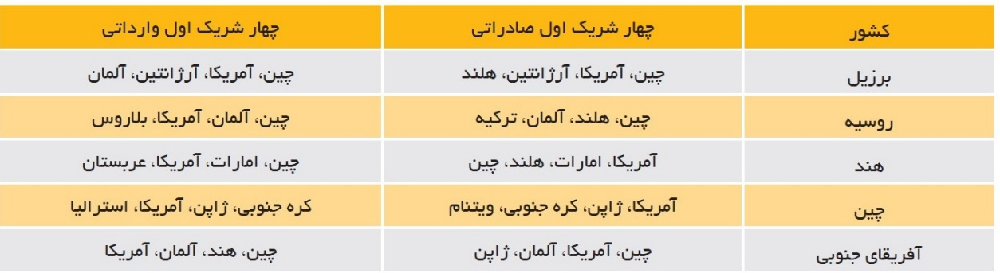 کشور چهار شریک اول صادراتی چهار شریک اول وارداتی
برزیل چین، آمریکا، آرژانتین، هلند چین، آمریکا، آرژانتین، آلمان
روسیه چین، هلند، آلمان، ترکیه چین، آلمان، آمریکا، بلاروس
هند آمریکا، امارات، هلند، چین چین، امارات، آمریکا، عربستان
چین آمریکا، ژاپن، کره جنوبی، ویتنام کره جنوبی، ژاپن، آمریکا، استرالیا
آفریقای جنوبی چین، آمریکا، آلمان، ژاپن چین، هند، آلمان، آمریکا